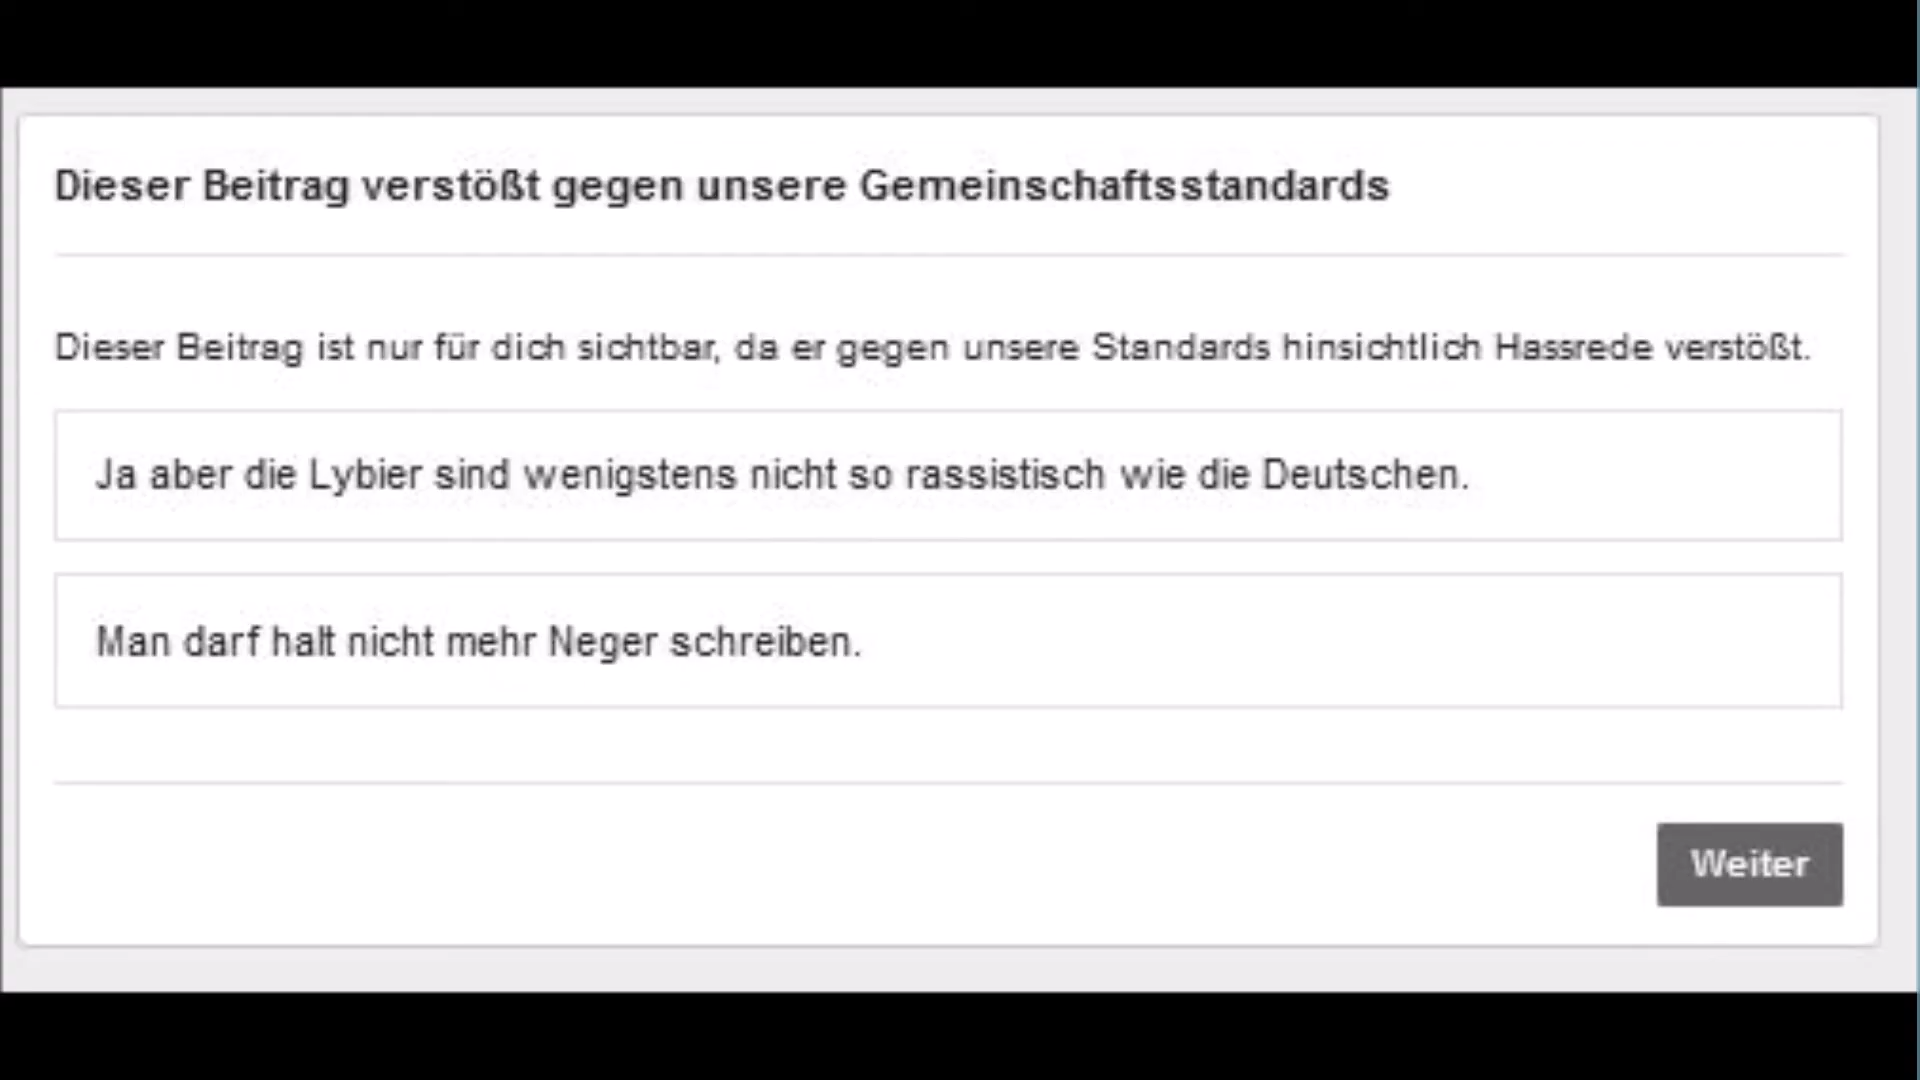 Dieser Beitrag verstößt gegen unsere Gemeinschaftsstandards
Dieser Beitrag ist nur für dich sichtbar, da er gegen unsere Standards hinsichtlich Hassrede verstößt.
Ja aber die Lybier sind wenigstens nicht so rassistisch wie die Deutschen.
Man darf halt nicht mehr Neger schreiben.
Weiter